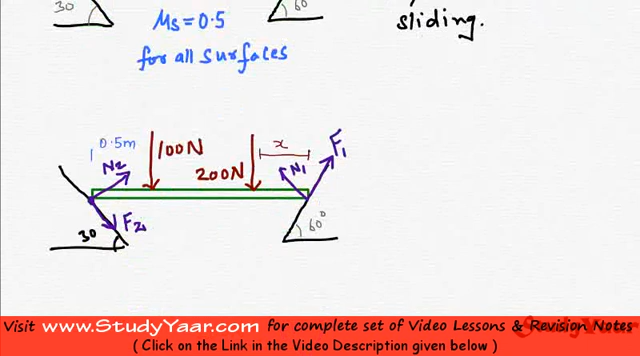 30
μs = 0.5
for all surfaces
60
sliding.
0.5m
100N
200N
x
N2
N1
F1
F2
30
60°
Visit www.StudyYaar.com for complete set of Video Lessons & Revision Notes
( Click on the Link in the Video Description given below )
StudyYaar